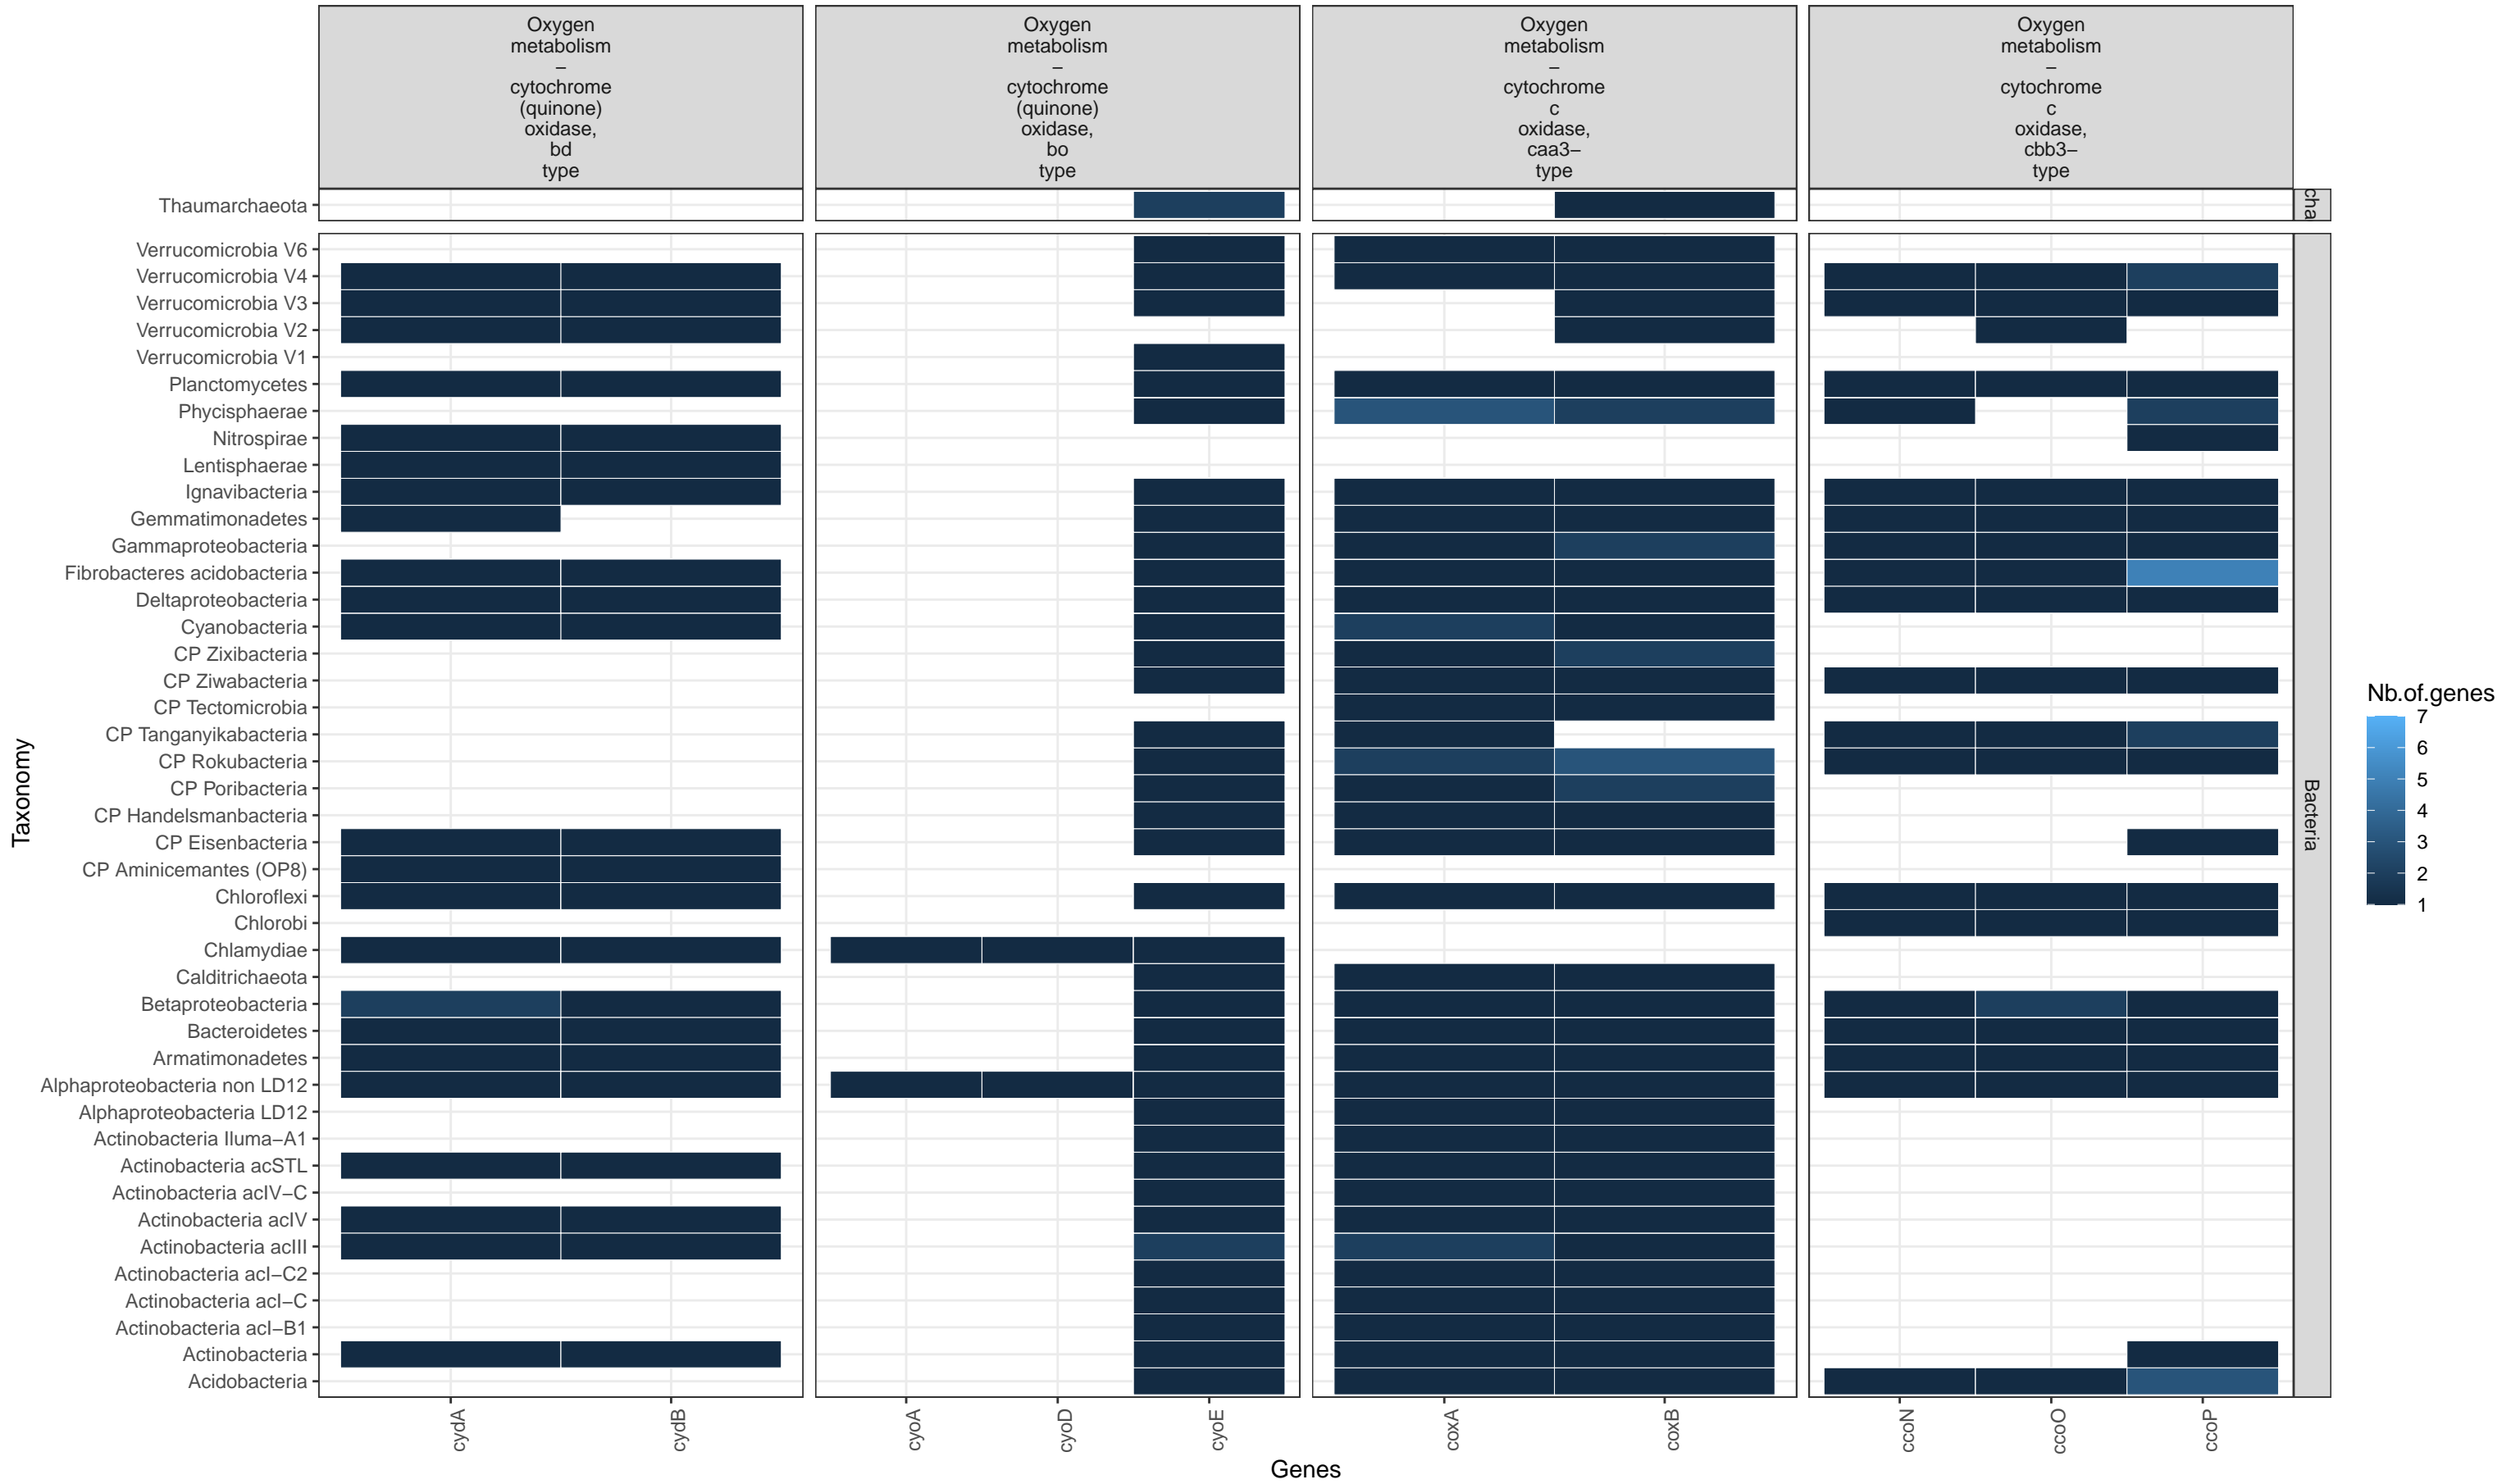 Oxygen
metabolism
–
cytochrome
(quinone)
oxidase,
bd
type
Oxygen
metabolism
–
cytochrome
(quinone)
oxidase,
bo
type
Oxygen
metabolism
–
cytochrome
c
oxidase,
caa3–
type
Oxygen
metabolism
–
cytochrome
c
oxidase,
cbb3–
type
Thaumarchaeota
cha
Verrucomicrobia V6
Verrucomicrobia V4
Verrucomicrobia V3
Verrucomicrobia V2
Verrucomicrobia V1
Planctomycetes
Phycisphaerae
Nitrospirae
Lentisphaerae
Ignavibacteria
Gemmatimonadetes
Gammaproteobacteria
Fibrobacteres acidobacteria
Deltaproteobacteria
Cyanobacteria
CP Zixibacteria
CP Ziwabacteria
CP Tectomicrobia
CP Tanganyikabacteria
CP Rokubacteria
CP Poribacteria
CP Handelsmanbacteria
CP Eisenbacteria
CP Aminicemantes (OP8)
Chloroflexi
Chlorobi
Chlamydiae
Calditrichaeota
Betaproteobacteria
Bacteroidetes
Armatimonadetes
Alphaproteobacteria non LD12
Alphaproteobacteria LD12
Actinobacteria Iluma–A1
Actinobacteria acSTL
Actinobacteria acIV–C
Actinobacteria acIV
Actinobacteria acIII
Actinobacteria acI–C2
Actinobacteria acI–C
Actinobacteria acI–B1
Actinobacteria
Acidobacteria
Bacteria
Taxonomy
cydA
cydB
cyoA
cyoD
cyoE
coxA
coxB
ccoN
ccoO
ccoP
Genes
Nb.of.genes
7
6
5
4
3
2
1